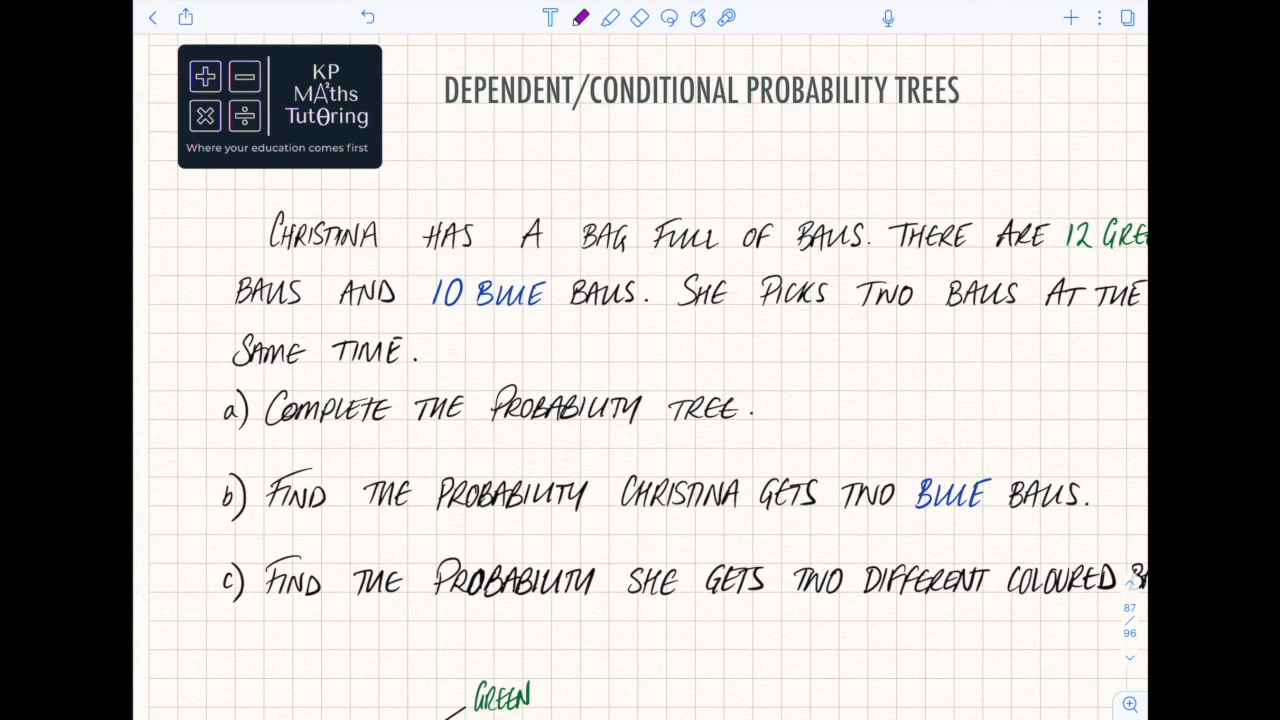 KP
MA²ths
Tutoring
Where your education comes first
DEPENDENT/CONDITIONAL PROBABILITY TREES
CHRISTINA HAS A BAG FULL OF BALLS. THERE ARE 12 GREE
BALLS AND 10 BLUE BALLS. SHE PICKS TWO BALLS AT THE
SAME TIME.
a) COMPLETE THE PROBABILITY TREE.
b) FIND THE PROBABILITY CHRISTINA GETS TWO BLUE BALLS.
c) FIND THE PROBABILITY SHE GETS TWO DIFFERENT COLOURED BA
87
/
96
GREEN